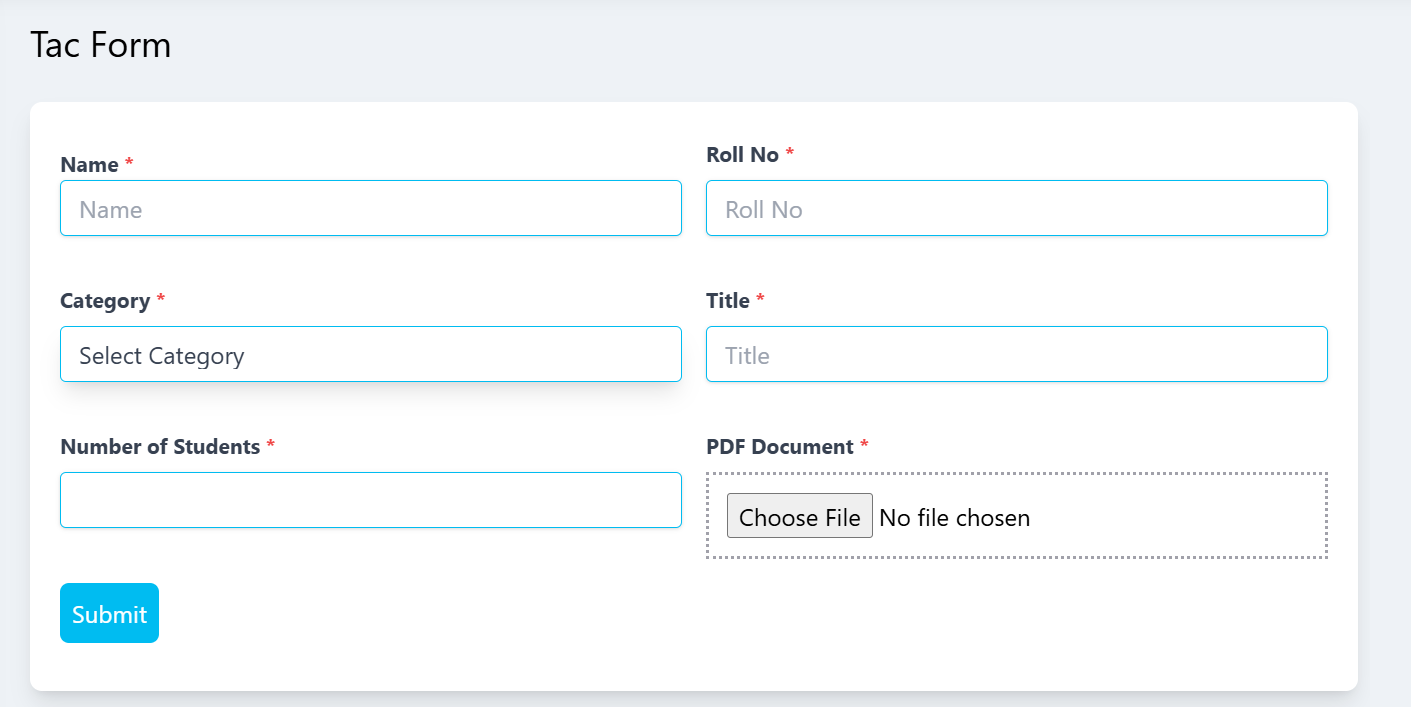 Tac Form
Name *
Roll No *
Name
Roll No
Category *
Title *
Select Category
Title
Number of Students *
PDF Document *
Choose File No file chosen
Submit